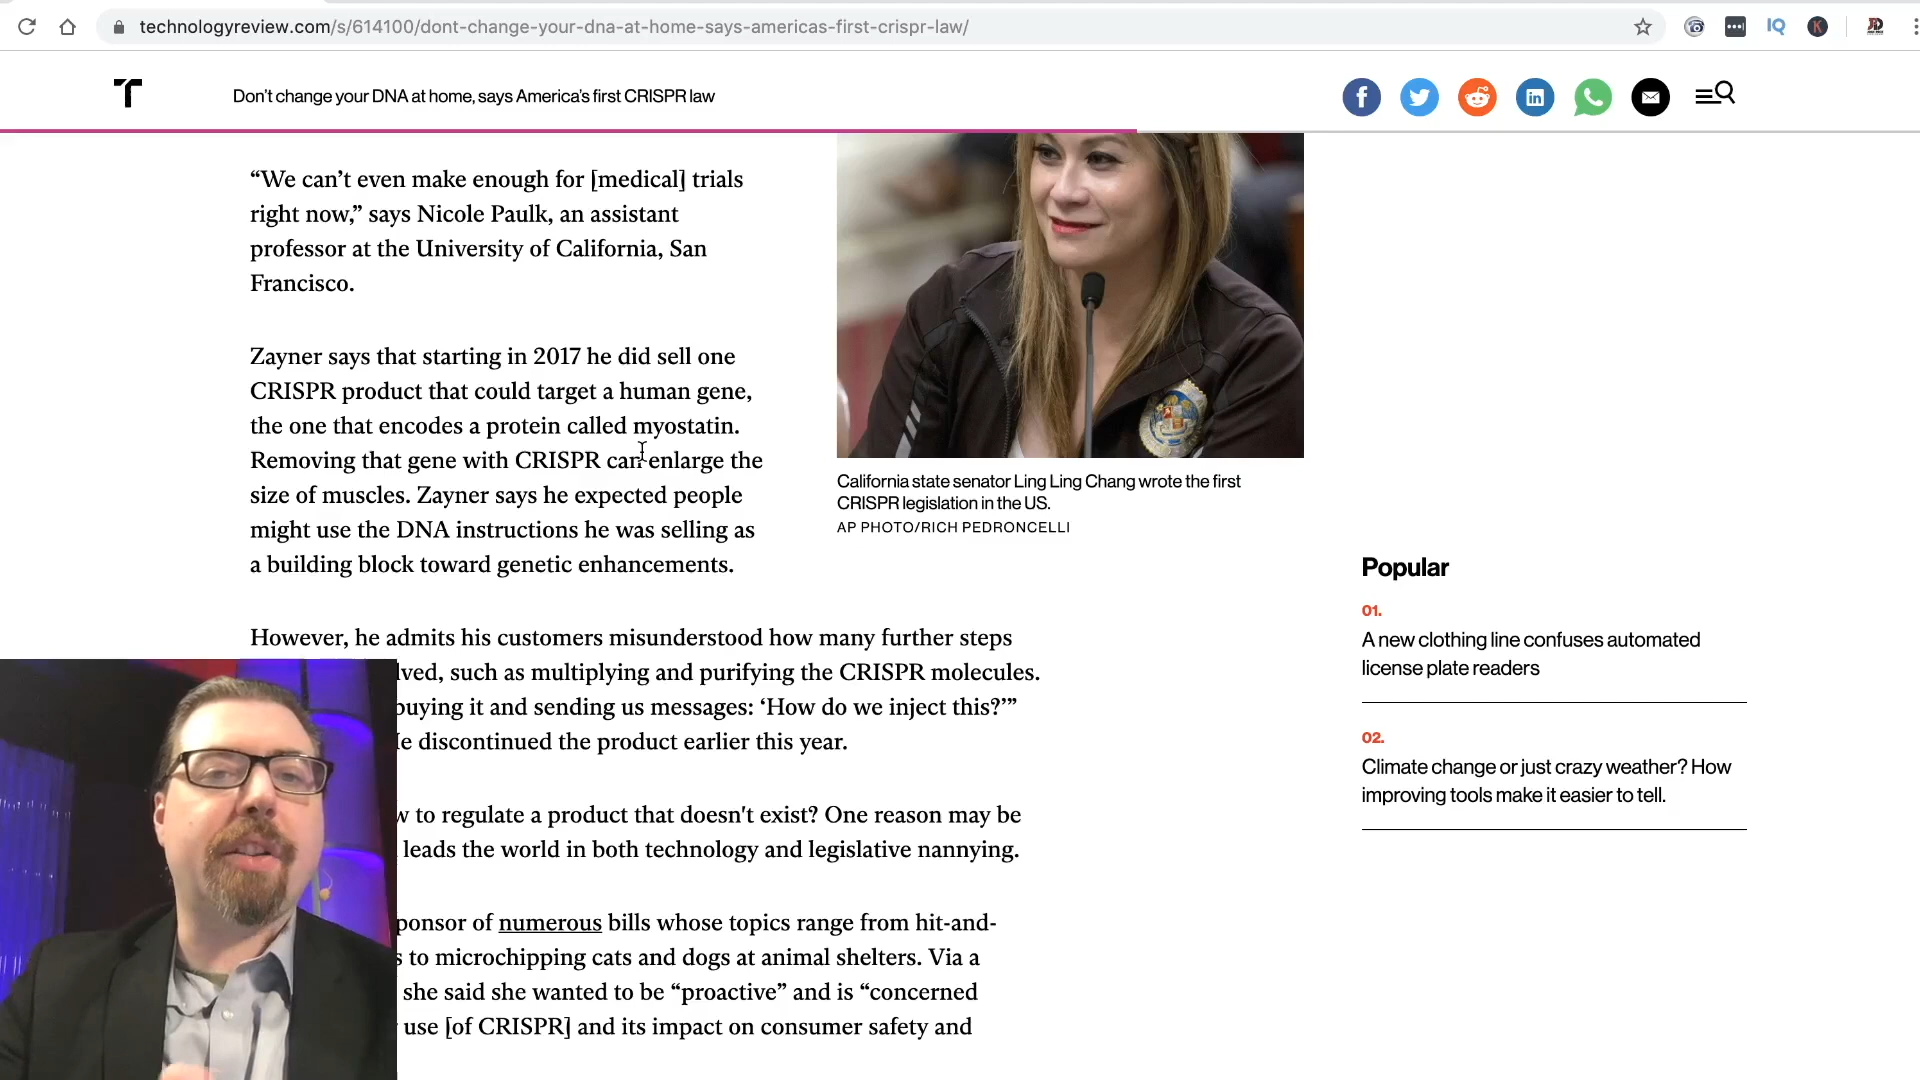 technologyreview.com/s/614100/dont-change-your-dna-at-home-says-americas-first-crispr-law/
Don't change your DNA at home, says America's first CRISPR law
“We can’t even make enough for [medical] trials
right now,” says Nicole Paulk, an assistant
professor at the University of California, San
Francisco.
Zayner says that starting in 2017 he did sell one
CRISPR product that could target a human gene,
the one that encodes a protein called myostatin.
Removing that gene with CRISPR can enlarge the
size of muscles. Zayner says he expected people
might use the DNA instructions he was selling as
a building block toward genetic enhancements.
California state senator Ling Ling Chang wrote the first
CRISPR legislation in the US.
AP PHOTO/RICH PEDRONCELLI
However, he admits his customers misunderstood how many further steps
lved, such as multiplying and purifying the CRISPR molecules.
buying it and sending us messages: ‘How do we inject this?’”
He discontinued the product earlier this year.
w to regulate a product that doesn't exist? One reason may be
leads the world in both technology and legislative nannying.
ponsor of numerous bills whose topics range from hit-and-
s to microchipping cats and dogs at animal shelters. Via a
she said she wanted to be “proactive” and is “concerned
use [of CRISPR] and its impact on consumer safety and
Popular
01.
A new clothing line confuses automated
license plate readers
02.
Climate change or just crazy weather? How
improving tools make it easier to tell.